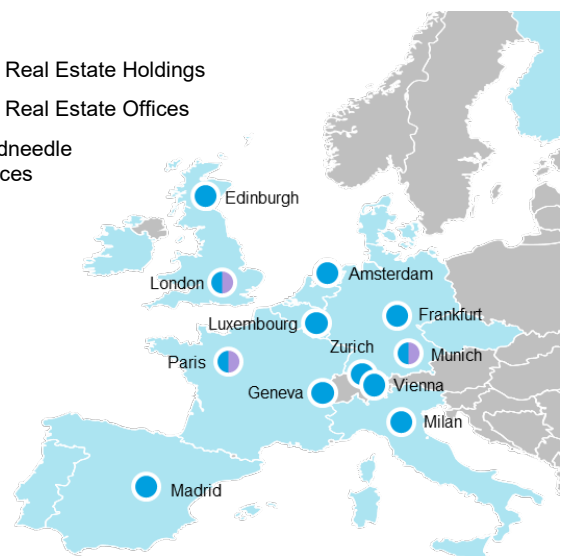 Real Estate Holdings
Real Estate Offices
dneedle
ces
Edinburgh
London
Amsterdam
Luxembourg
Frankfurt
Zurich
Paris
Munich
Geneva
Vienna
Milan
Madrid